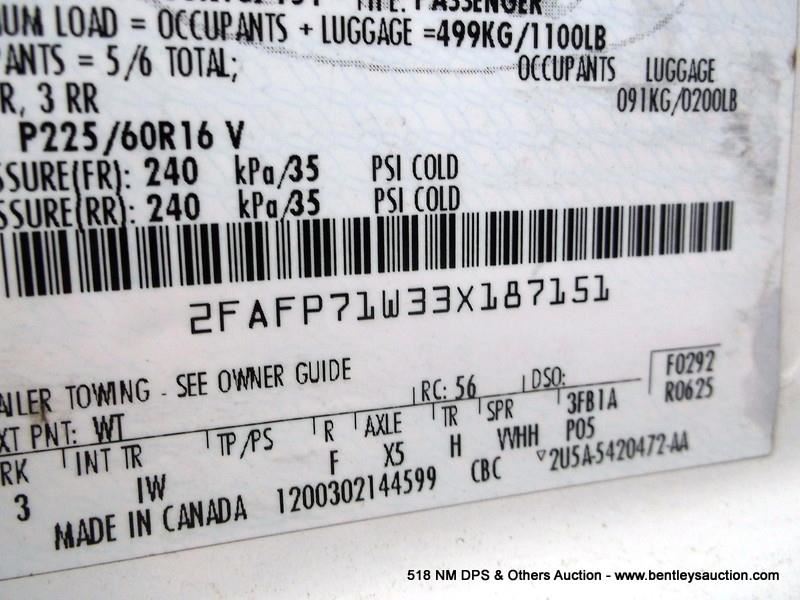 TYPE: PASSENGER
LOAD = OCCUPANTS + LUGGAGE =499KG/1100LB
= 5/6 TOTAL;
OCCUPANTS LUGGAGE
091KG/0200LB
R, 3 RR
P225/60R16 V
SSURE(FR): 240 kPa/35 PSI COLD
SSURE(RR): 240 kPa/35 PSI COLD
2FAFP71W33X187151
AILER TOWING - SEE OWNER GUIDE
RC: 56 DSO: F0292
R0625
XT PNT: WT
RK INT TR TP/PS R AXLE TR SPR 3FB1A
3 IW F X5 H VVHH P05
MADE IN CANADA 1200302144599 CBC ▽2U5A-5420472-AA
518 NM DPS & Others Auction - www.bentleysauction.com